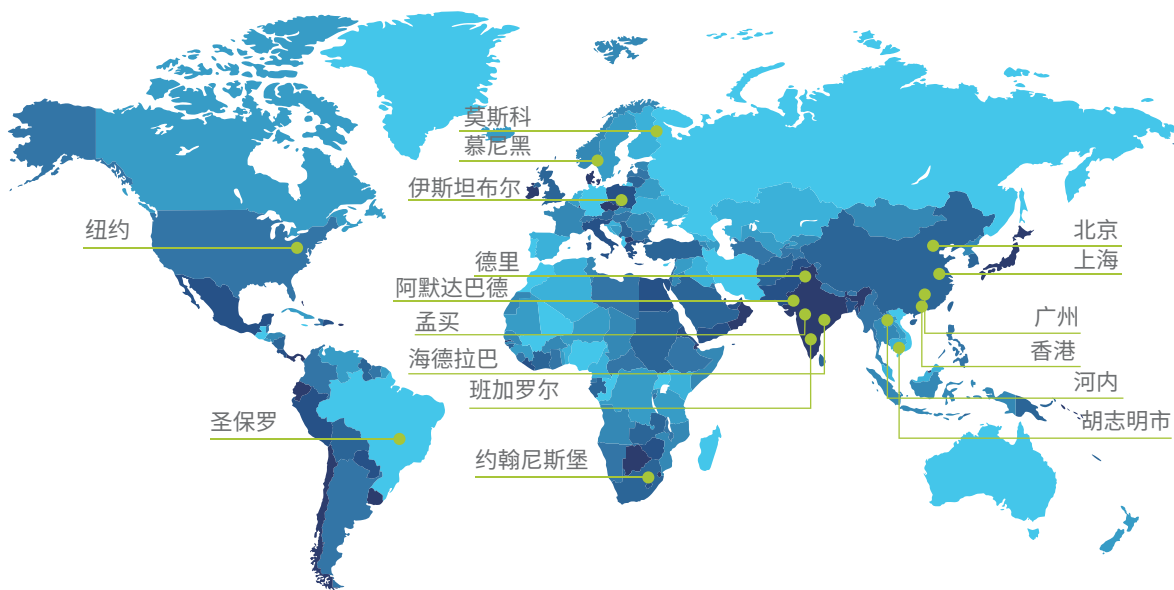 莫斯科
慕尼黑
伊斯坦布尔
纽约
北京
上海
德里
阿默达巴德
孟买
广州
海德拉巴
香港
班加罗尔
河内
圣保罗
胡志明市
约翰尼斯堡